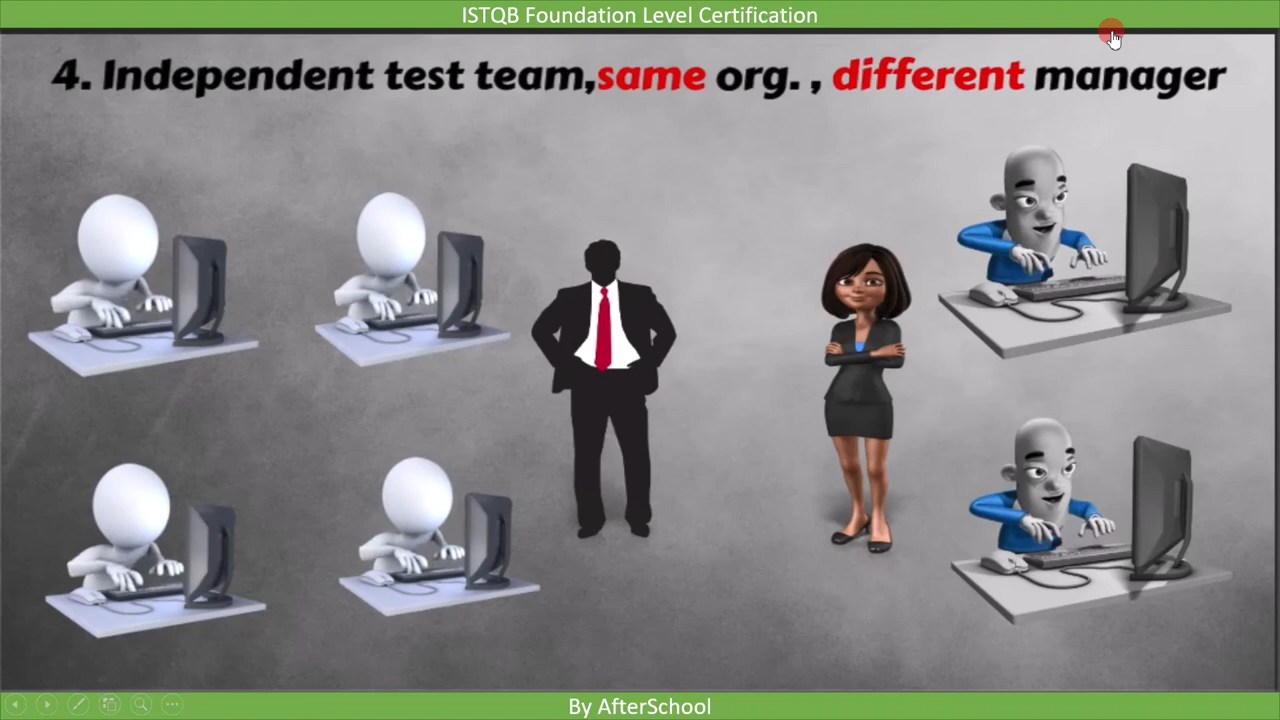 ISTQB Foundation Level Certification
4. Independent test team,same org. , different manager
By AfterSchool